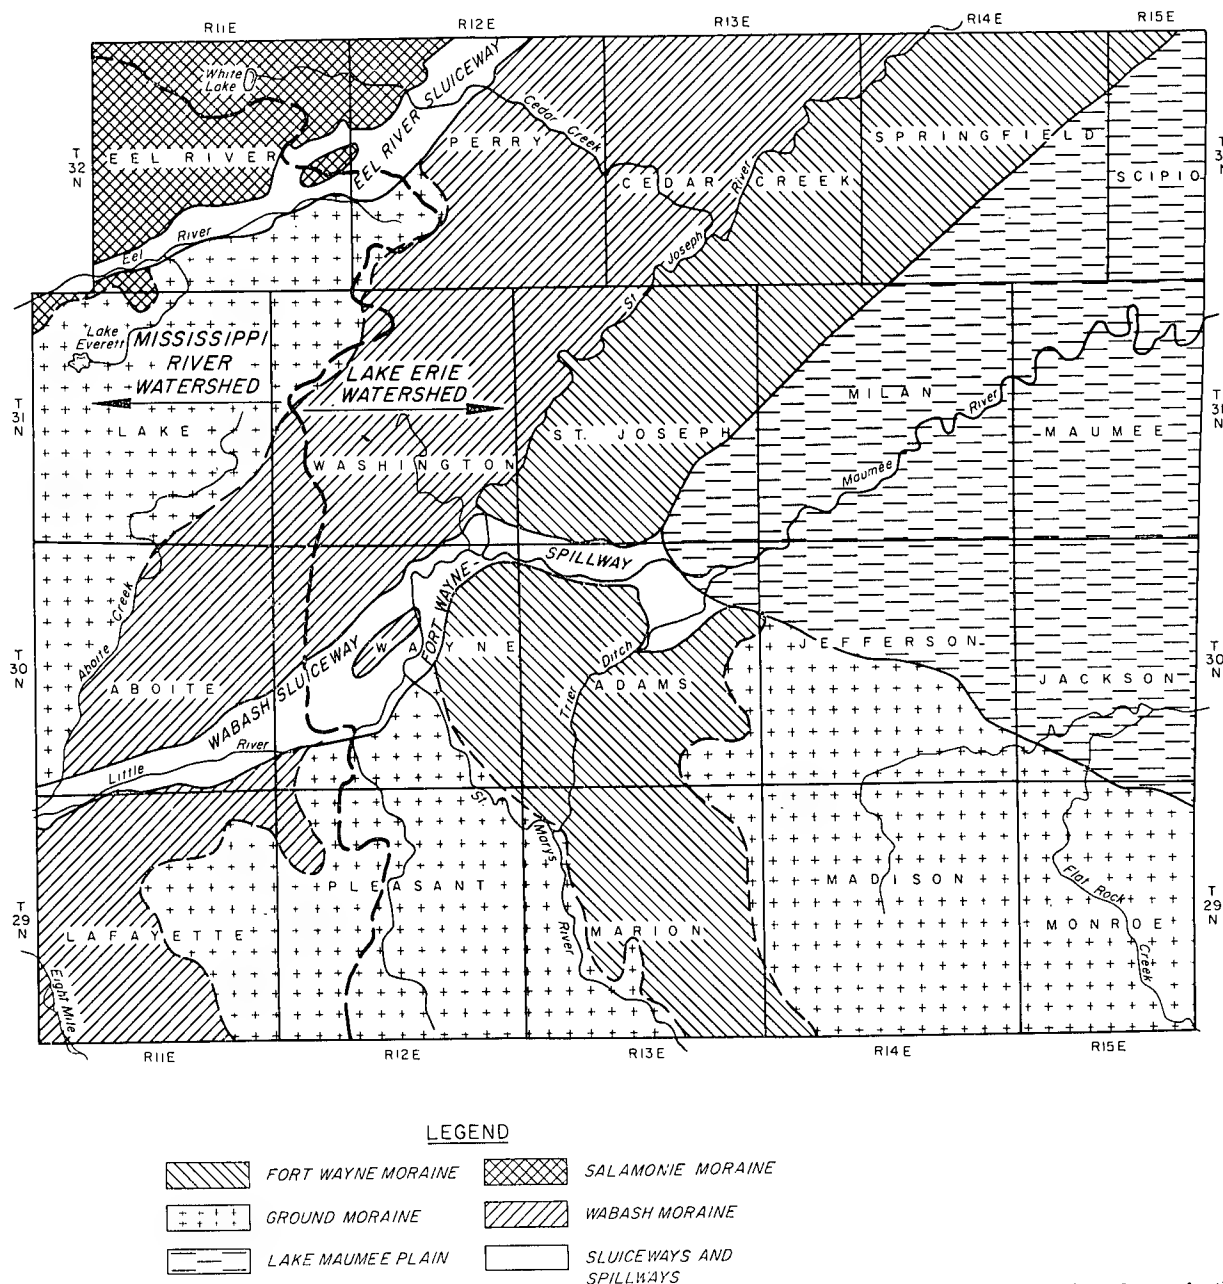 R11E R12E R13E R14E R15E
White
Lake
T
32
N
EEL RIVER
EEL RIVER SLUICEWAY
PERRY
Cedar Creek
CEDAR CREEK
SPRINGFIELD
SCIPIO
T
3
N
Eel River
St. Joseph River
Lake
Everett
MISSISSIPPI
RIVER
WATERSHED
LAKE ERIE
WATERSHED
T
31
N
LAKE
WASHINGTON
ST. JOSEPH
MILAN
Maumee River
MAUMEE
T
31
N
Aboite Creek
FORT WAYNE-
SPILLWAY
T
30
N
ABOITE
WABASH SLUICEWAY
WAYNE
Trier Ditch
ADAMS
JEFFERSON
JACKSON
T
30
N
Little River
St. Marys River
T
29
N
LAFAYETTE
PLEASANT
MARION
MADISON
MONROE
Flat Rock Creek
T
29
N
Eight Mile
R11E R12E R13E R14E R15E
LEGEND
FORT WAYNE MORAINE
SALAMONIE MORAINE
GROUND MORAINE
WABASH MORAINE
LAKE MAUMEE PLAIN
SLUICEWAYS AND
SPILLWAYS